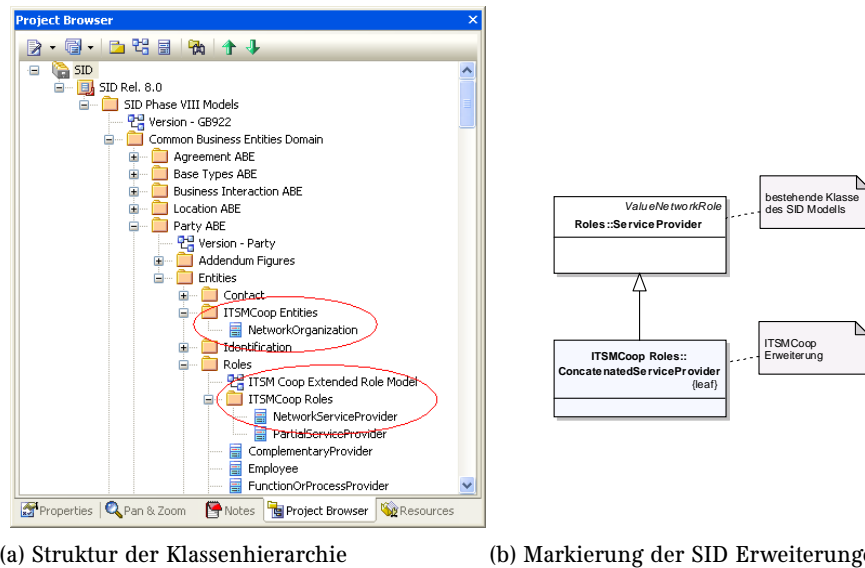 Project Browser
SID
SID Rel. 8.0
SID Phase VIII Models
Version - GB922
Common Business Entities Domain
Agreement ABE
Base Types ABE
Business Interaction ABE
Location ABE
Party ABE
Version - Party
Addendum Figures
Entities
Contact
ITSMCoop Entities
NetworkOrganization
Identification
Roles
ITSM Coop Extended Role Model
ITSMCoop Roles
NetworkServiceProvider
PartialServiceProvider
ComplementaryProvider
Employee
FunctionOrProcessProvider
Properties Pan & Zoom Notes Project Browser Resources
ValueNetworkRole
Roles::ServiceProvider
bestehende Klasse
des SID Modells
ITSMCoop Roles::
ConcatenatedServiceProvider
{leaf}
ITSMCoop
Erweiterung
(a) Struktur der Klassenhierarchie
(b) Markierung der SID Erweiterunge